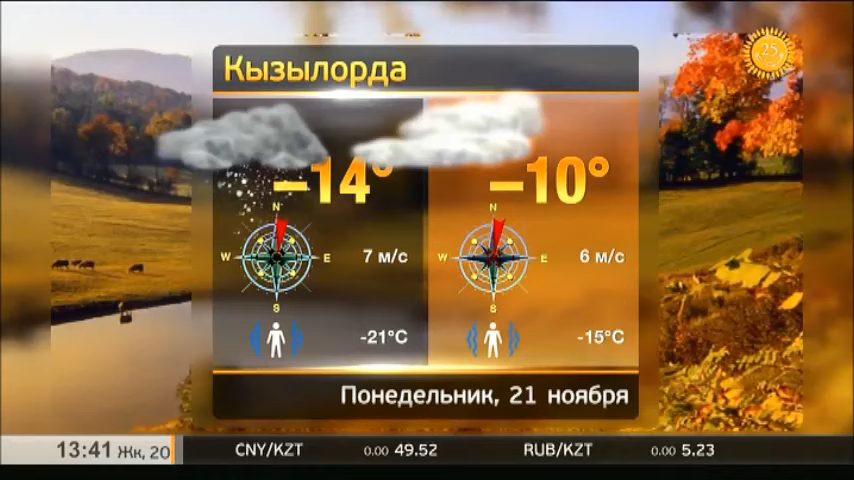 25
Кызылорда
–14° –10°
N N
W E W E
7 м/с 6 м/с
S S
-21°C -15°C
Понедельник, 21 ноября
13:41 Жк, 20 CNY/KZT 0.00 49.52 RUB/KZT 0.00 5.23